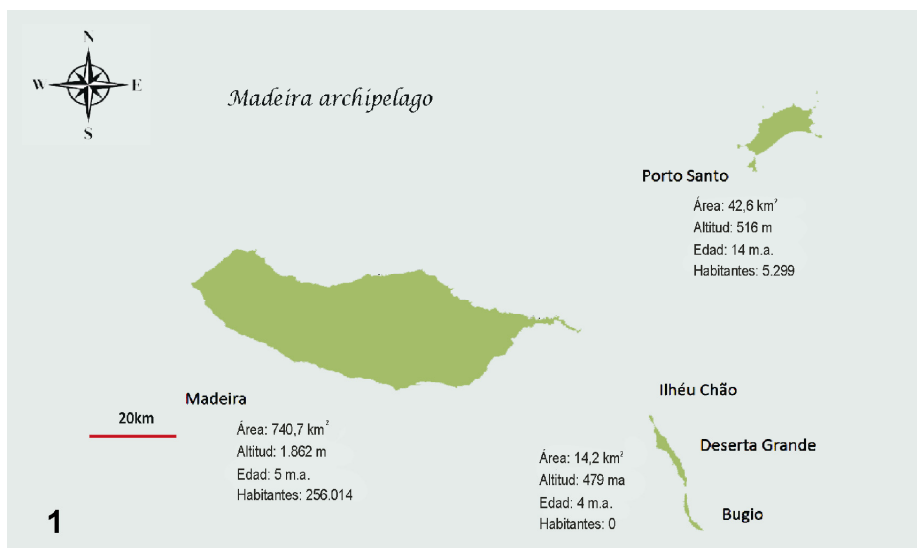 N
W E
S
Madeira archipelago
Porto Santo
Área: 42,6 km²
Altitud: 516 m
Edad: 14 m.a.
Habitantes: 5.299
Madeira
20km
Área: 740,7 km²
Altitud: 1.862 m
Edad: 5 m.a.
Habitantes: 256.014
Ilhéu Chão
Deserta Grande
Bugio
Área: 14,2 km²
Altitud: 479 ma
Edad: 4 m.a.
Habitantes: 0
1